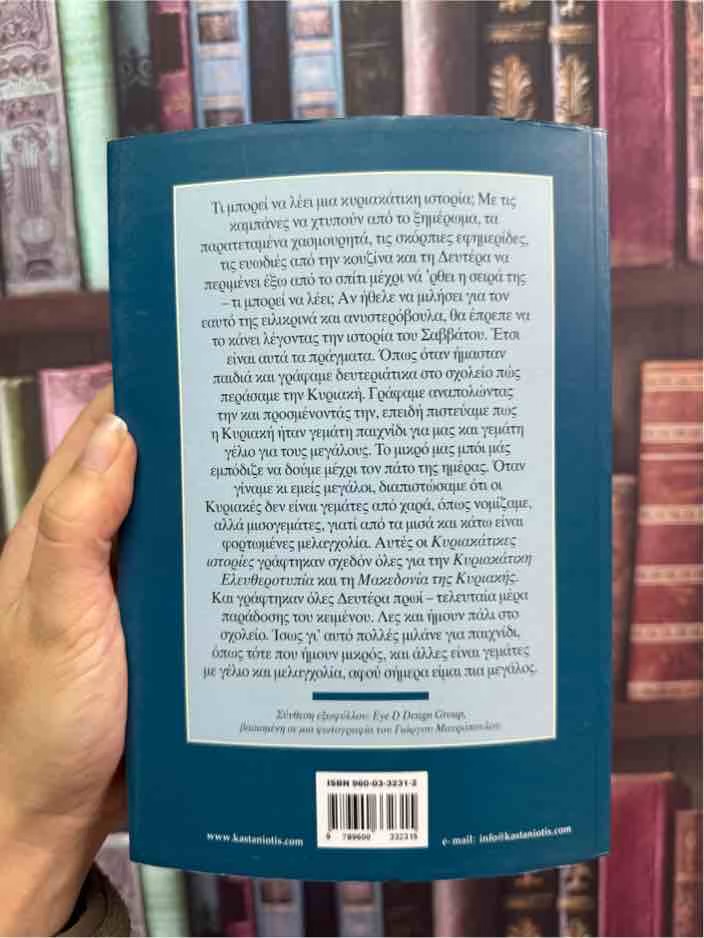 Τι μπορεί να λέει μια κυριακάτικη ιστορία; Με τις
καμπάνες να χτυπούν από το ξημέρωμα, τα
παρατεταμένα χασμουρητά, τις σκόρπιες εφημερίδες,
τις ευωδιές από την κουζίνα και τη Δευτέρα να
περιμένει έξω από το σπίτι μέχρι νά ’ρθει η σειρά της
– τι μπορεί να λέει; Αν ήθελε να μιλήσει για τον
εαυτό της ειλικρινά και ανυστερόβουλα, θα έπρεπε να
το κάνει λέγοντας την ιστορία του Σαββάτου. Έτσι
είναι αυτά τα πράγματα. Όπως όταν ήμασταν
παιδιά και γράφαμε δευτεριάτικα στο σχολείο πώς
περάσαμε την Κυριακή. Γράφαμε αναπολώντας
την και προσμένοντάς την, επειδή πιστεύαμε πως
η Κυριακή ήταν γεμάτη παιχνίδι για μας και γεμάτη
γέλιο για τους μεγάλους. Το μικρό μας μπόι μάς
εμπόδιζε να δούμε μέχρι τον πάτο της ημέρας. Όταν
γίναμε κι εμείς μεγάλοι, διαπιστώσαμε ότι οι
Κυριακές δεν είναι γεμάτες από χαρά, όπως νομίζαμε,
αλλά μισογεμάτες, γιατί από τα μισά και κάτω είναι
φορτωμένες μελαγχολία. Αυτές οι Κυριακάτικες
ιστορίες γράφτηκαν σχεδόν όλες για την Κυριακάτικη
Ελευθεροτυπία και τη Μακεδονία της Κυριακής.
Και γράφτηκαν όλες Δευτέρα πρωί – τελευταία μέρα
παράδοσης του κειμένου. Λες και ήμουν πάλι στο
σχολείο. Ίσως γι’ αυτό πολλές μιλάνε για παιχνίδι,
όπως τότε που ήμουν μικρός, και άλλες είναι γεμάτες
με γέλιο και μελαγχολία, αφού σήμερα είμαι πια μεγάλος.
Σύνθεση εξωφύλλου: Eye D Design Group,
βασισμένη σε μια φωτογραφία του Γιώργου Μαυρόπουλου
ISBN 960-03-3231-2
9 789600 332315
www.kastaniotis.com
e- mail: info@kastaniotis.com